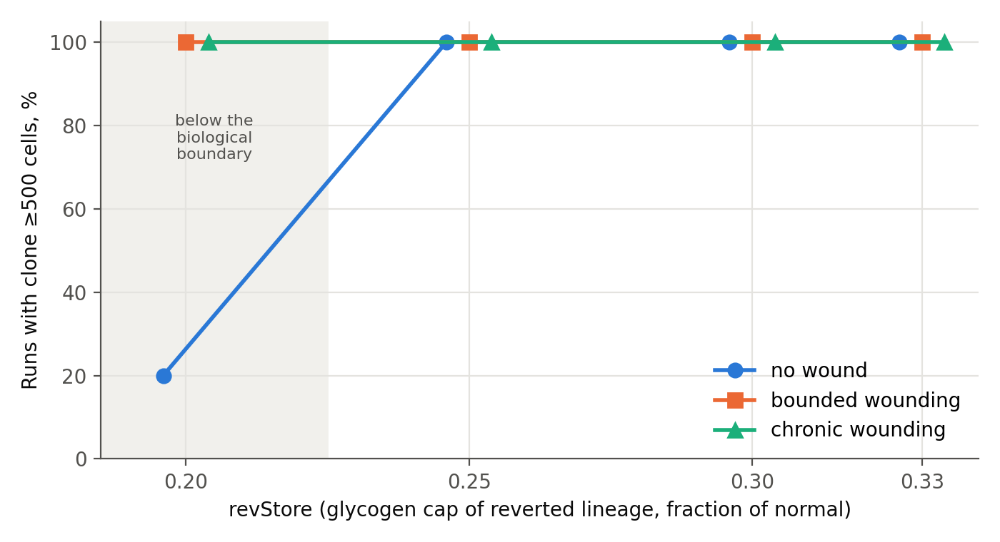 100
80
60
40
20
0
Runs with clone ≥500 cells, %
below the
biological
boundary
no wound
bounded wounding
chronic wounding
0.20
0.25
0.30
0.33
revStore (glycogen cap of reverted lineage, fraction of normal)